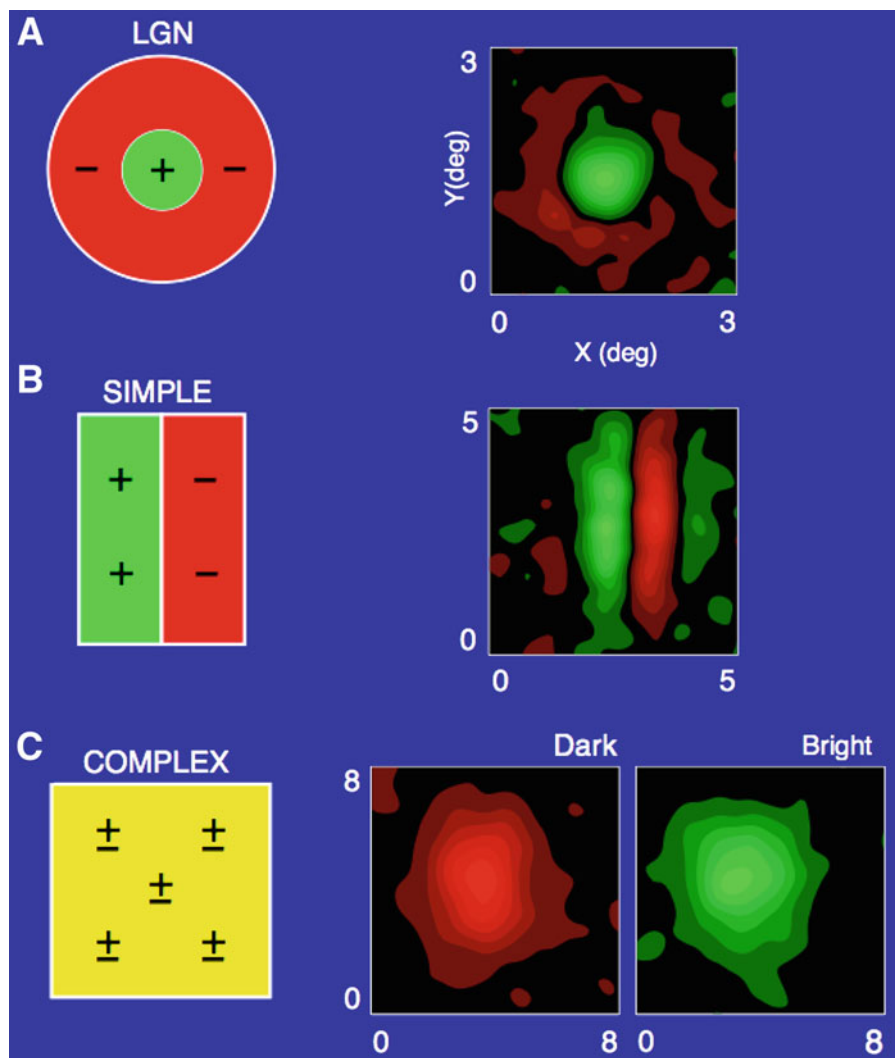 A
LGN
− + −
3
Y(deg)
0
0 3
X (deg)
B
SIMPLE
+ −
+ −
5
0
0 5
C
COMPLEX
± ±
±
± ±
Dark Bright
8
0
0 8 0 8